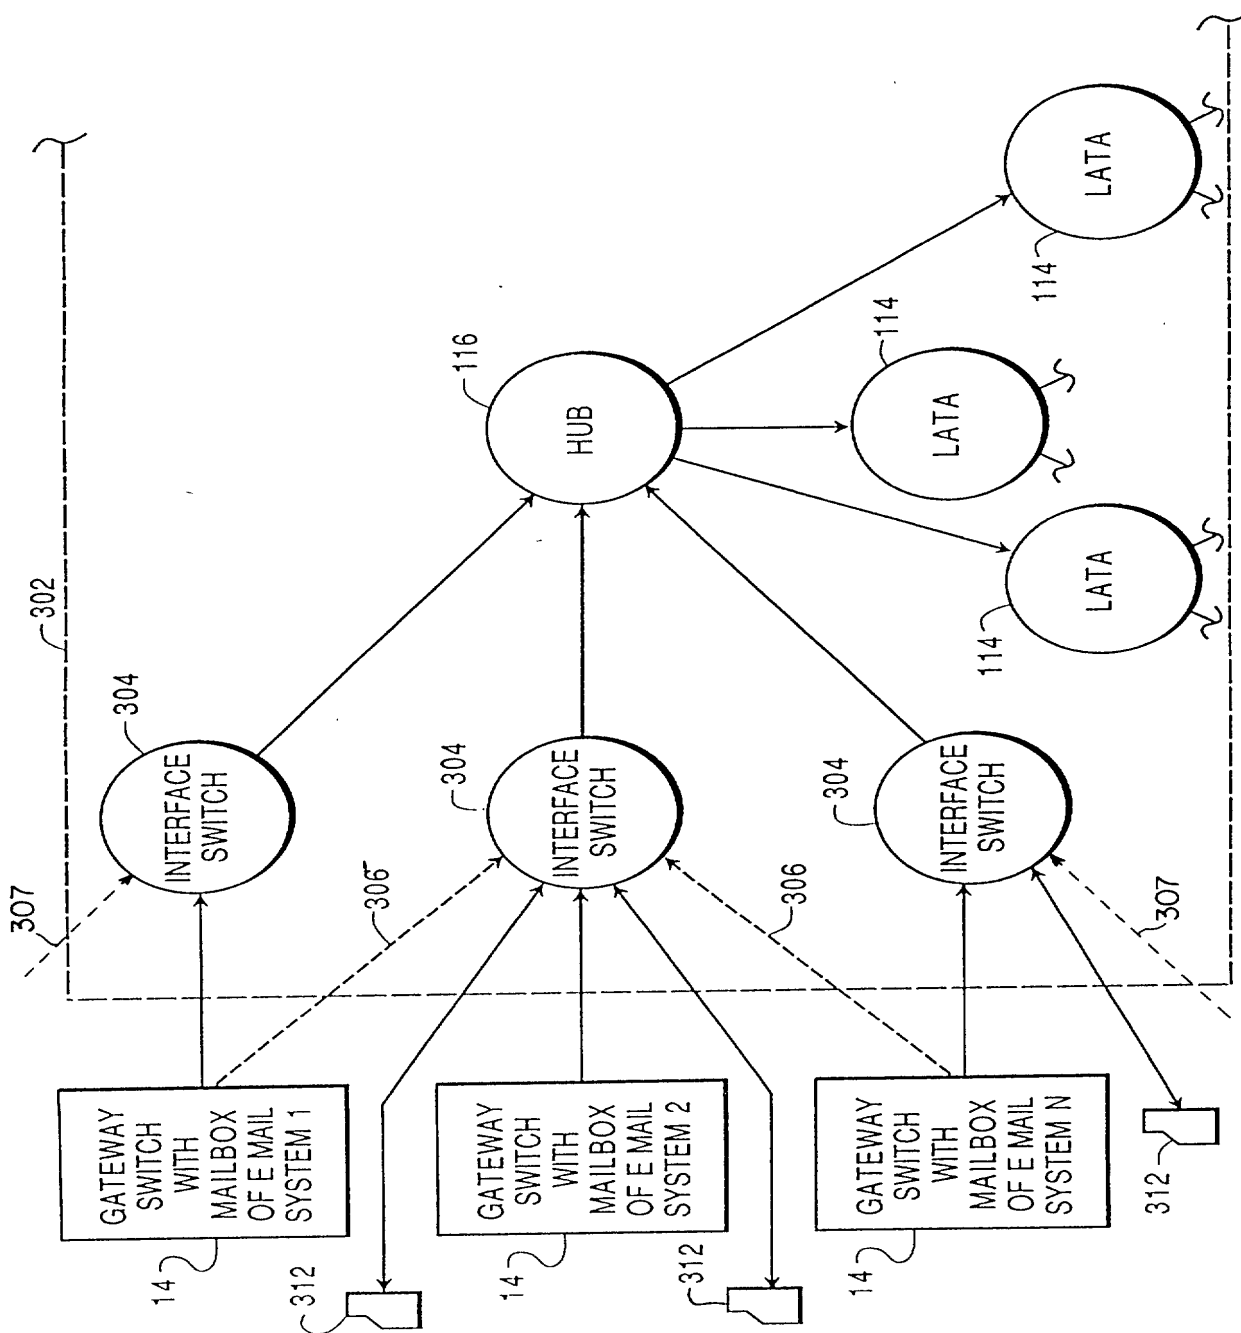 302
307
304
INTERFACE
SWITCH
GATEWAY
SWITCH
WITH
MAILBOX
OF E MAIL
SYSTEM 1
14
312
306
304
INTERFACE
SWITCH
116
HUB
GATEWAY
SWITCH
WITH
MAILBOX
OF E MAIL
SYSTEM 2
14
312
306
304
INTERFACE
SWITCH
114
LATA
114
LATA
114
LATA
GATEWAY
SWITCH
WITH
MAILBOX
OF E MAIL
SYSTEM N
14
312
307